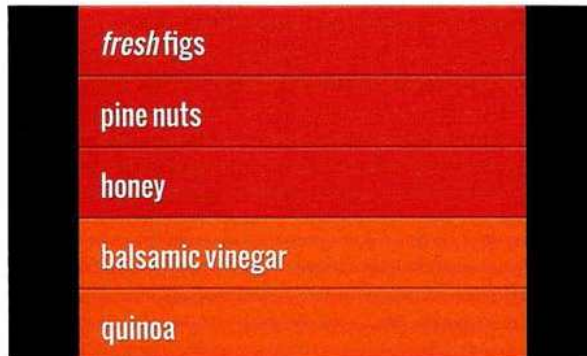 fresh figs
pine nuts
honey
balsamic vinegar
quinoa